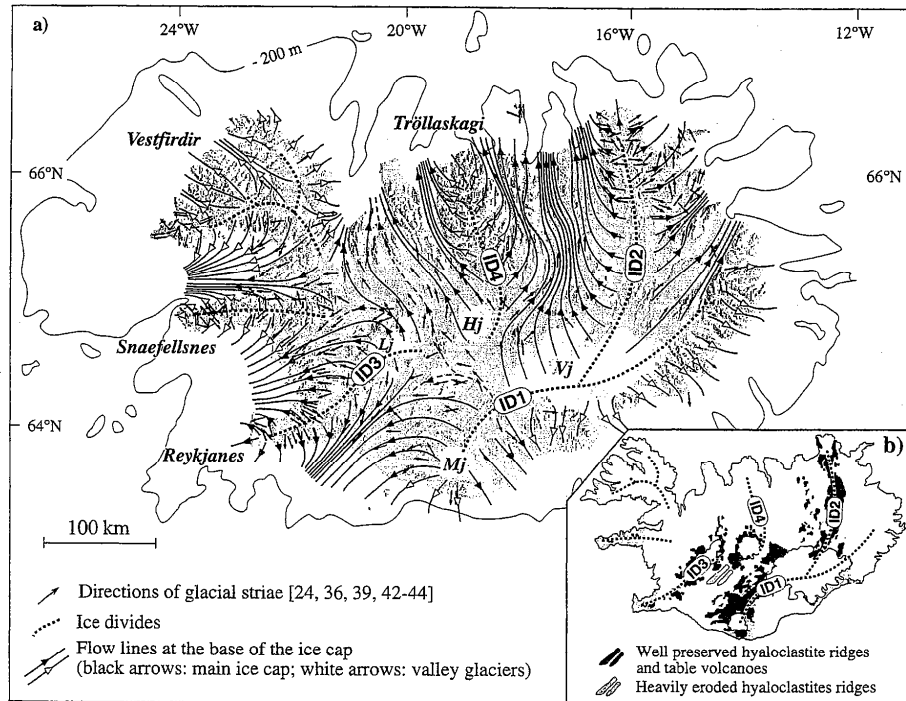 a)
24°W
20°W
16°W
12°W
- 200 m
Vestfirdir
Tröllaskagi
66°N
66°N
ID4
ID2
Hj
Snaefellsnes
Lj
ID3
Vj
ID1
64°N
Reykjanes
Mj
100 km
Directions of glacial striae [24, 36, 39, 42-44]
Ice divides
Flow lines at the base of the ice cap
(black arrows: main ice cap; white arrows: valley glaciers)
b)
ID4
ID2
ID3
ID1
Well preserved hyaloclastite ridges
and table volcanoes
Heavily eroded hyaloclastites ridges